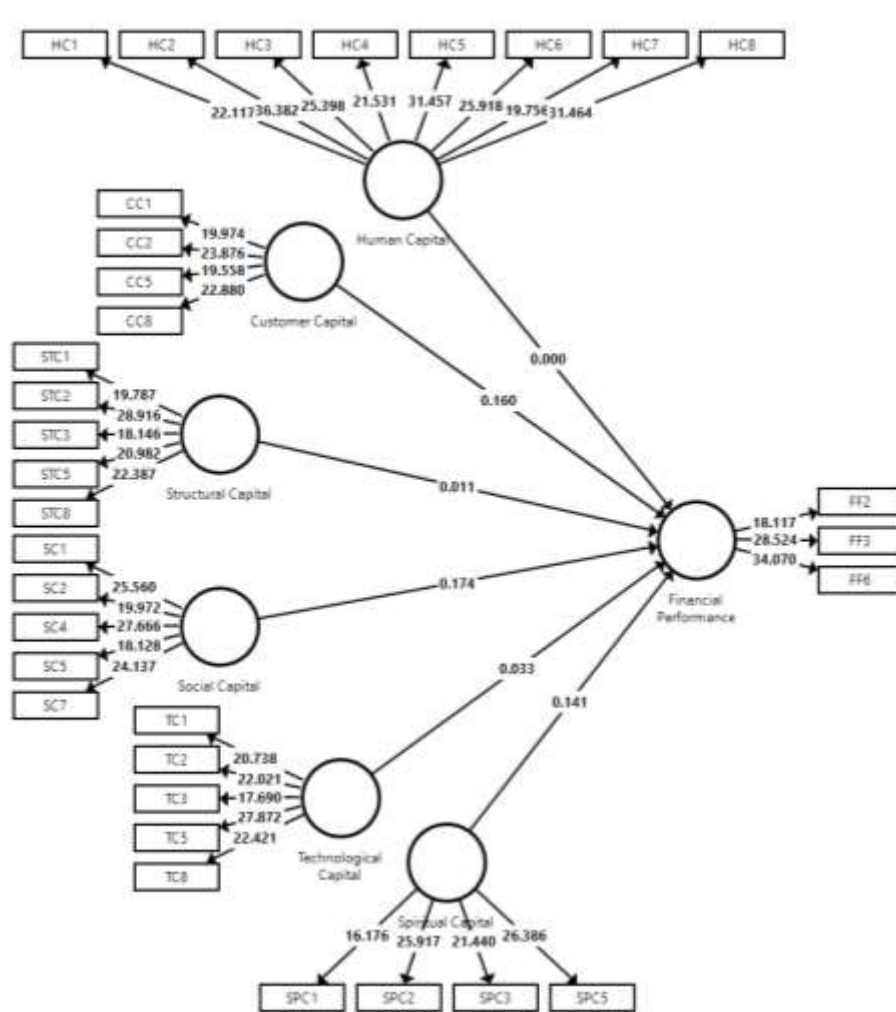 HC1 HC2 HC3 HC4 HC5 HC6 HC7 HC8
22.117 36.382 25.398 21.531 31.457 25.918 31.464
Human Capital
CC1
CC2
CC5
CC8
19.974
23.876
19.558
22.880
Customer Capital
0.000
0.160
STC1
STC2
STC3
STC5
STC8
19.787
28.916
18.146
20.982
22.387
Structural Capital
0.011
SC1
SC2
SC4
SC5
SC7
25.560
19.972
27.666
18.128
24.137
Social Capital
0.174
18.117
28.524
34.070
FF2
FF3
FF6
Financial
Performance
TC1
TC2
TC3
TC5
TC8
20.738
22.021
17.690
27.872
22.421
Technological
Capital
0.033
0.141
Spiritual Capital
16.176 25.917 21.440 26.386
SPC1 SPC2 SPC3 SPC5